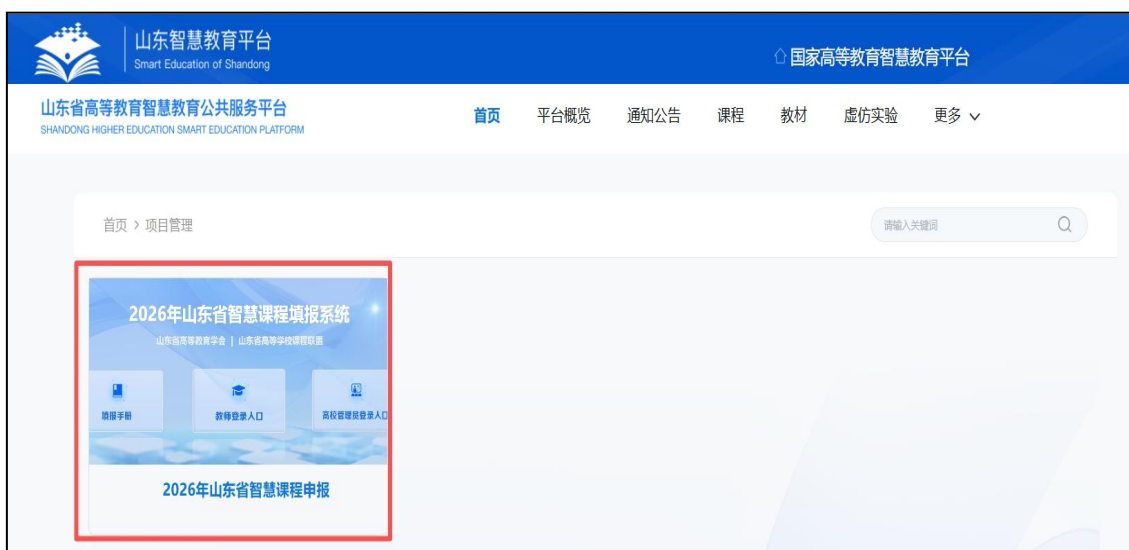 山东智慧教育平台
Smart Education of Shandong
国家高等教育智慧教育平台
山东省高等教育智慧教育公共服务平台
SHANDONG HIGHER EDUCATION SMART EDUCATION PLATFORM
首页 平台概览 通知公告 课程 教材 虚仿实验 更多
首页 > 项目管理
请输入关键词
2026年山东省智慧课程填报系统
山东省高等教育学会 | 山东省高等学校课程联盟
填报手册 教师登录入口 高校管理员登录入口
2026年山东省智慧课程申报